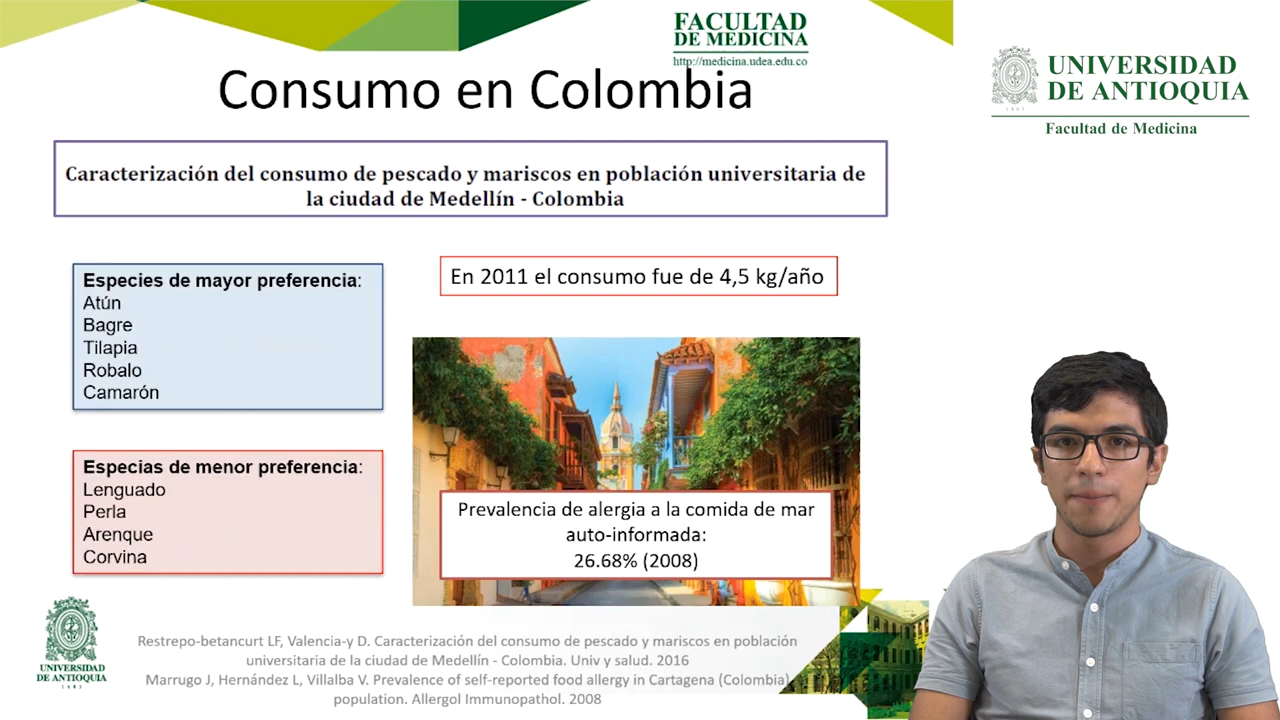 FACULTAD
DE MEDICINA
http://medicina.udea.edu.co
Consumo en Colombia
UNIVERSIDAD
DE ANTIOQUIA
Facultad de Medicina
1803
Caracterización del consumo de pescado y mariscos en población universitaria de
la ciudad de Medellín - Colombia
Especies de mayor preferencia:
Atún
Bagre
Tilapia
Robalo
Camarón
En 2011 el consumo fue de 4,5 kg/año
Especias de menor preferencia:
Lenguado
Perla
Arenque
Corvina
Prevalencia de alergia a la comida de mar
auto-informada:
26.68% (2008)
UNIVERSIDAD
DE ANTIOQUIA
1803
Restrepo-betancurt LF, Valencia-y D. Caracterización del consumo de pescado y mariscos en población
universitaria de la ciudad de Medellín - Colombia. Univ y salud. 2016
Marrugo J, Hernández L, Villalba V. Prevalence of self-reported food allergy in Cartagena (Colombia)
population. Allergol Immunopathol. 2008